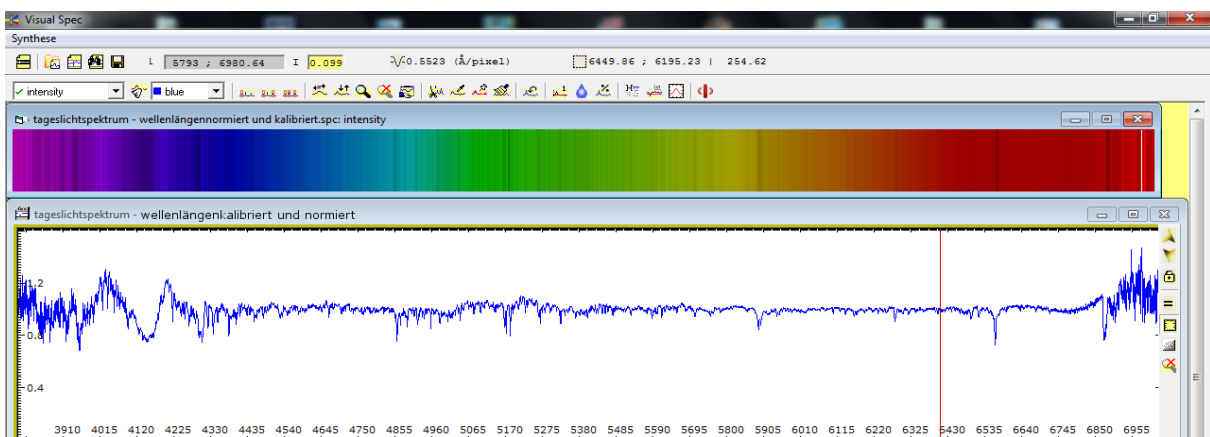 Visual Spec
Synthese
L 5793 ; 6980.64 I 0.099 0.5523 (Å/pixel) 6449.86 ; 6195.23 | 254.62
intensity blue
tageslichtspektrum - wellenlängennormiert und kalibriert.spc: intensity
tageslichtspektrum - wellenlängenkalibriert und normiert
1.2
0.8
0.4
3910 4015 4120 4225 4330 4435 4540 4645 4750 4855 4960 5065 5170 5275 5380 5485 5590 5695 5800 5905 6010 6115 6220 6325 6430 6535 6640 6745 6850 6955